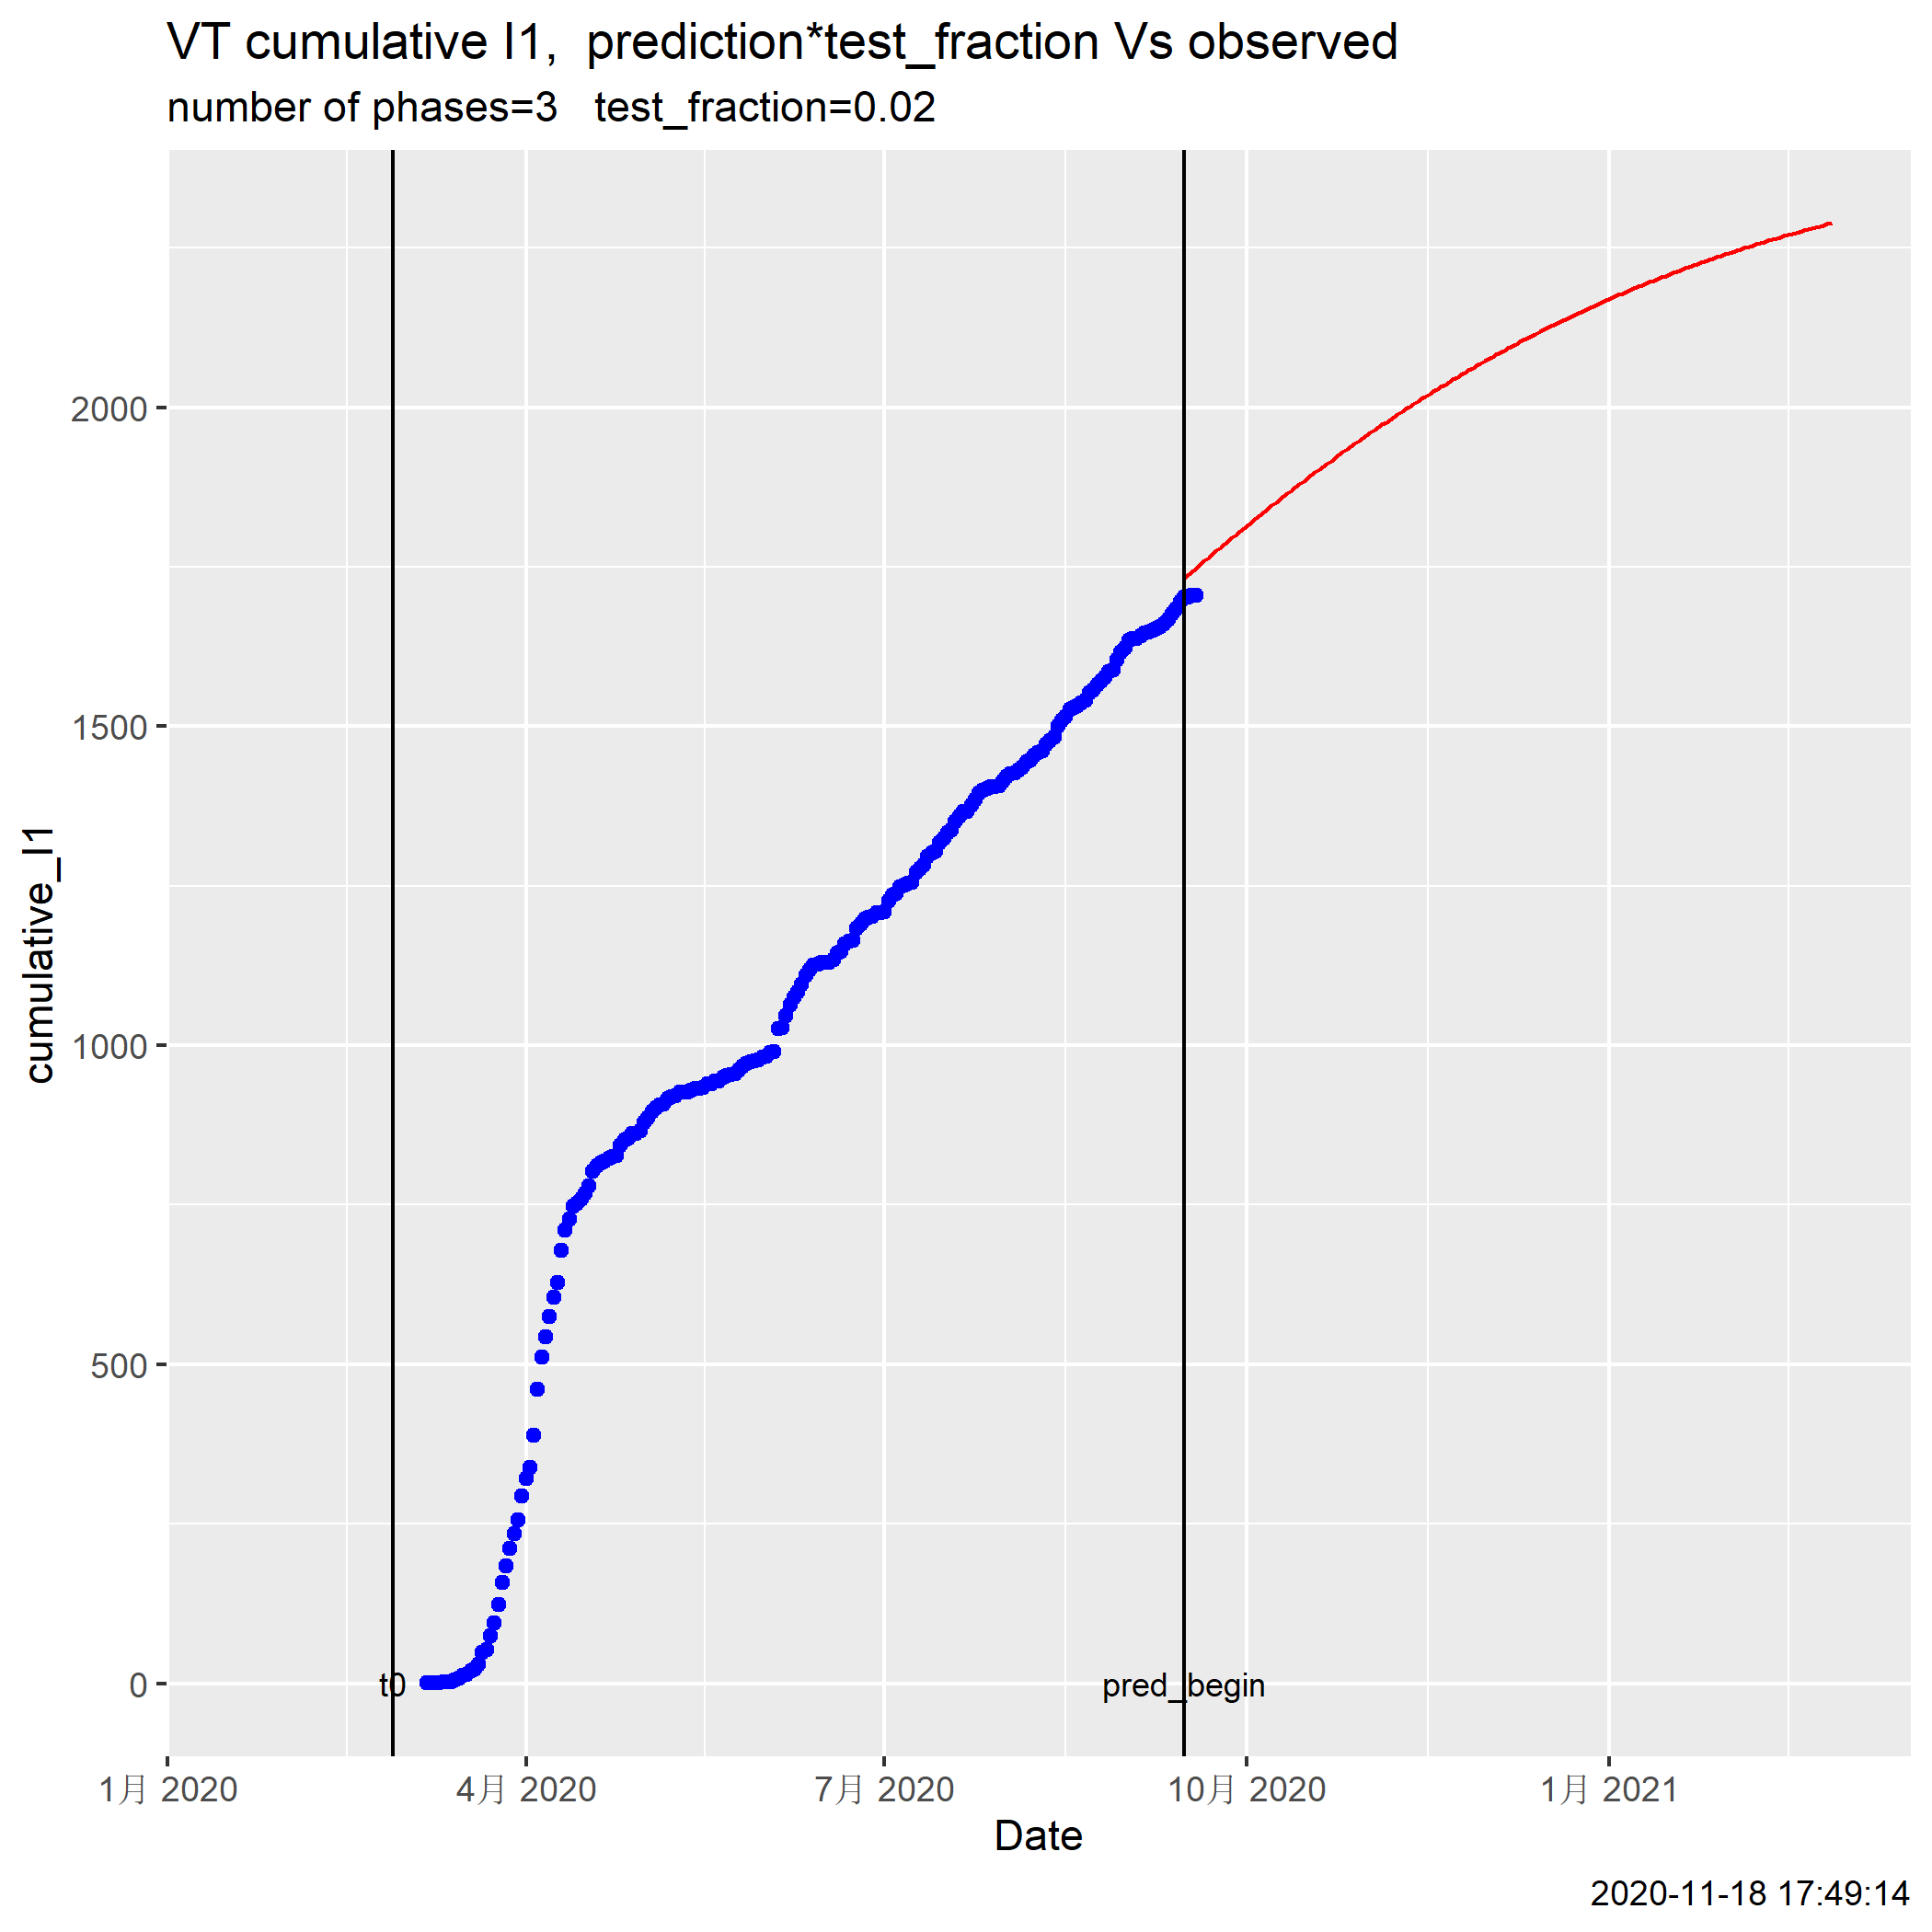 VT cumulative I1,  prediction*test_fraction Vs observed
number of phases=3   test_fraction=0.02
cumulative_I1
2000
1500
1000
500
0
t0
pred_begin
1月 2020
4月 2020
7月 2020
10月 2020
1月 2021
Date
2020-11-18 17:49:14